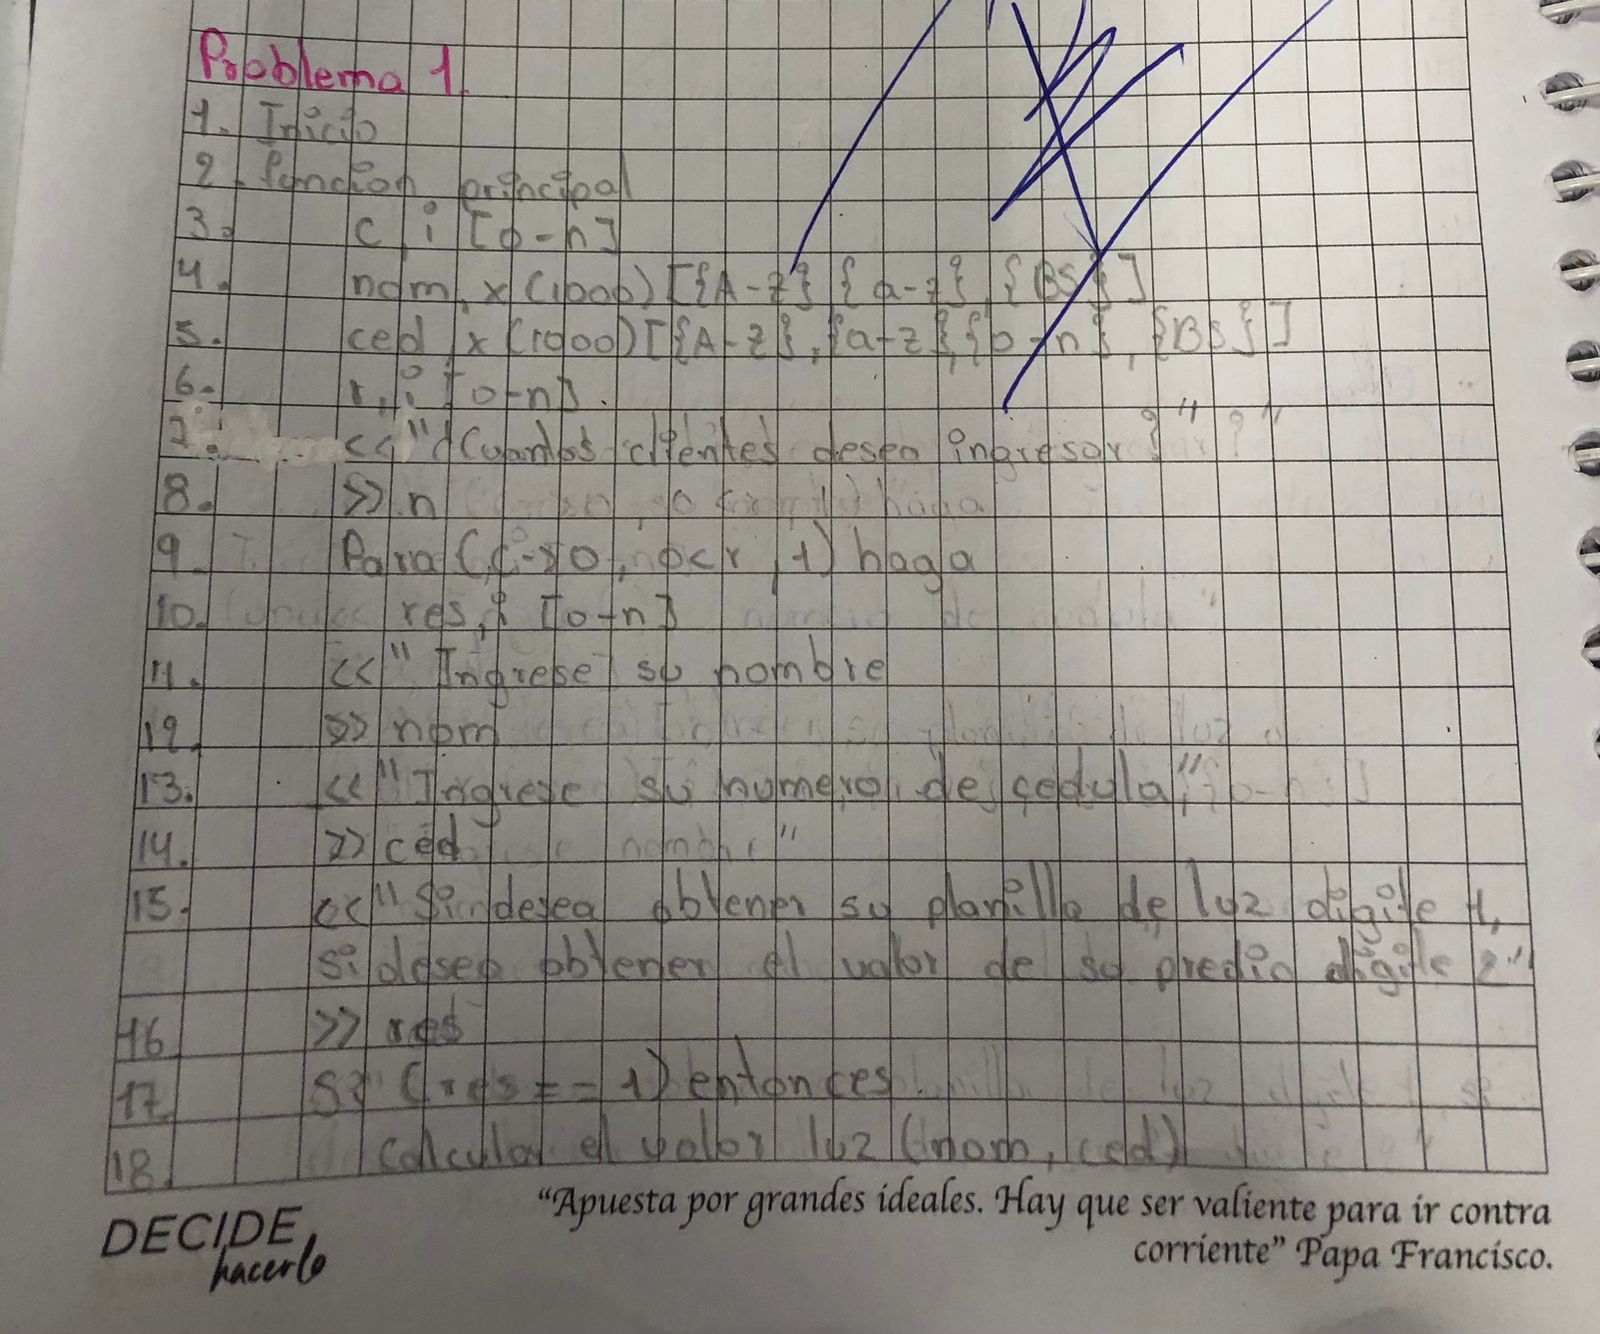 Problema 1.
1. Inicio
2. funcion principal
3. c, i [0-n]
4. nom, x (1000) [{A-Z} {a-z}, {BS}]
5. ced, x (1000) [{A-Z}, {a-z}, {0-n}, {BS}]
6. r, i [0-n].
7. <<"¿Cuantos clientes desea ingresar?"
8. >> n
9. Para (c->0, 0<r, 1) haga
10. res, i [0-n]
11. <<" Ingrese su nombre
12. >> nom
13. <<"Ingrese su numero de cedula"
14. >> ced
15. <<"Si desea obtener su planilla de luz digite 1,
si deseo obtener el valor de su predio digite 2"
16 >> res
17. Si (res == 1) entonces
18. calcular el valor luz (nom, ced)
DECIDE
hacerlo
“Apuesta por grandes ideales. Hay que ser valiente para ir contra
corriente” Papa Francisco.